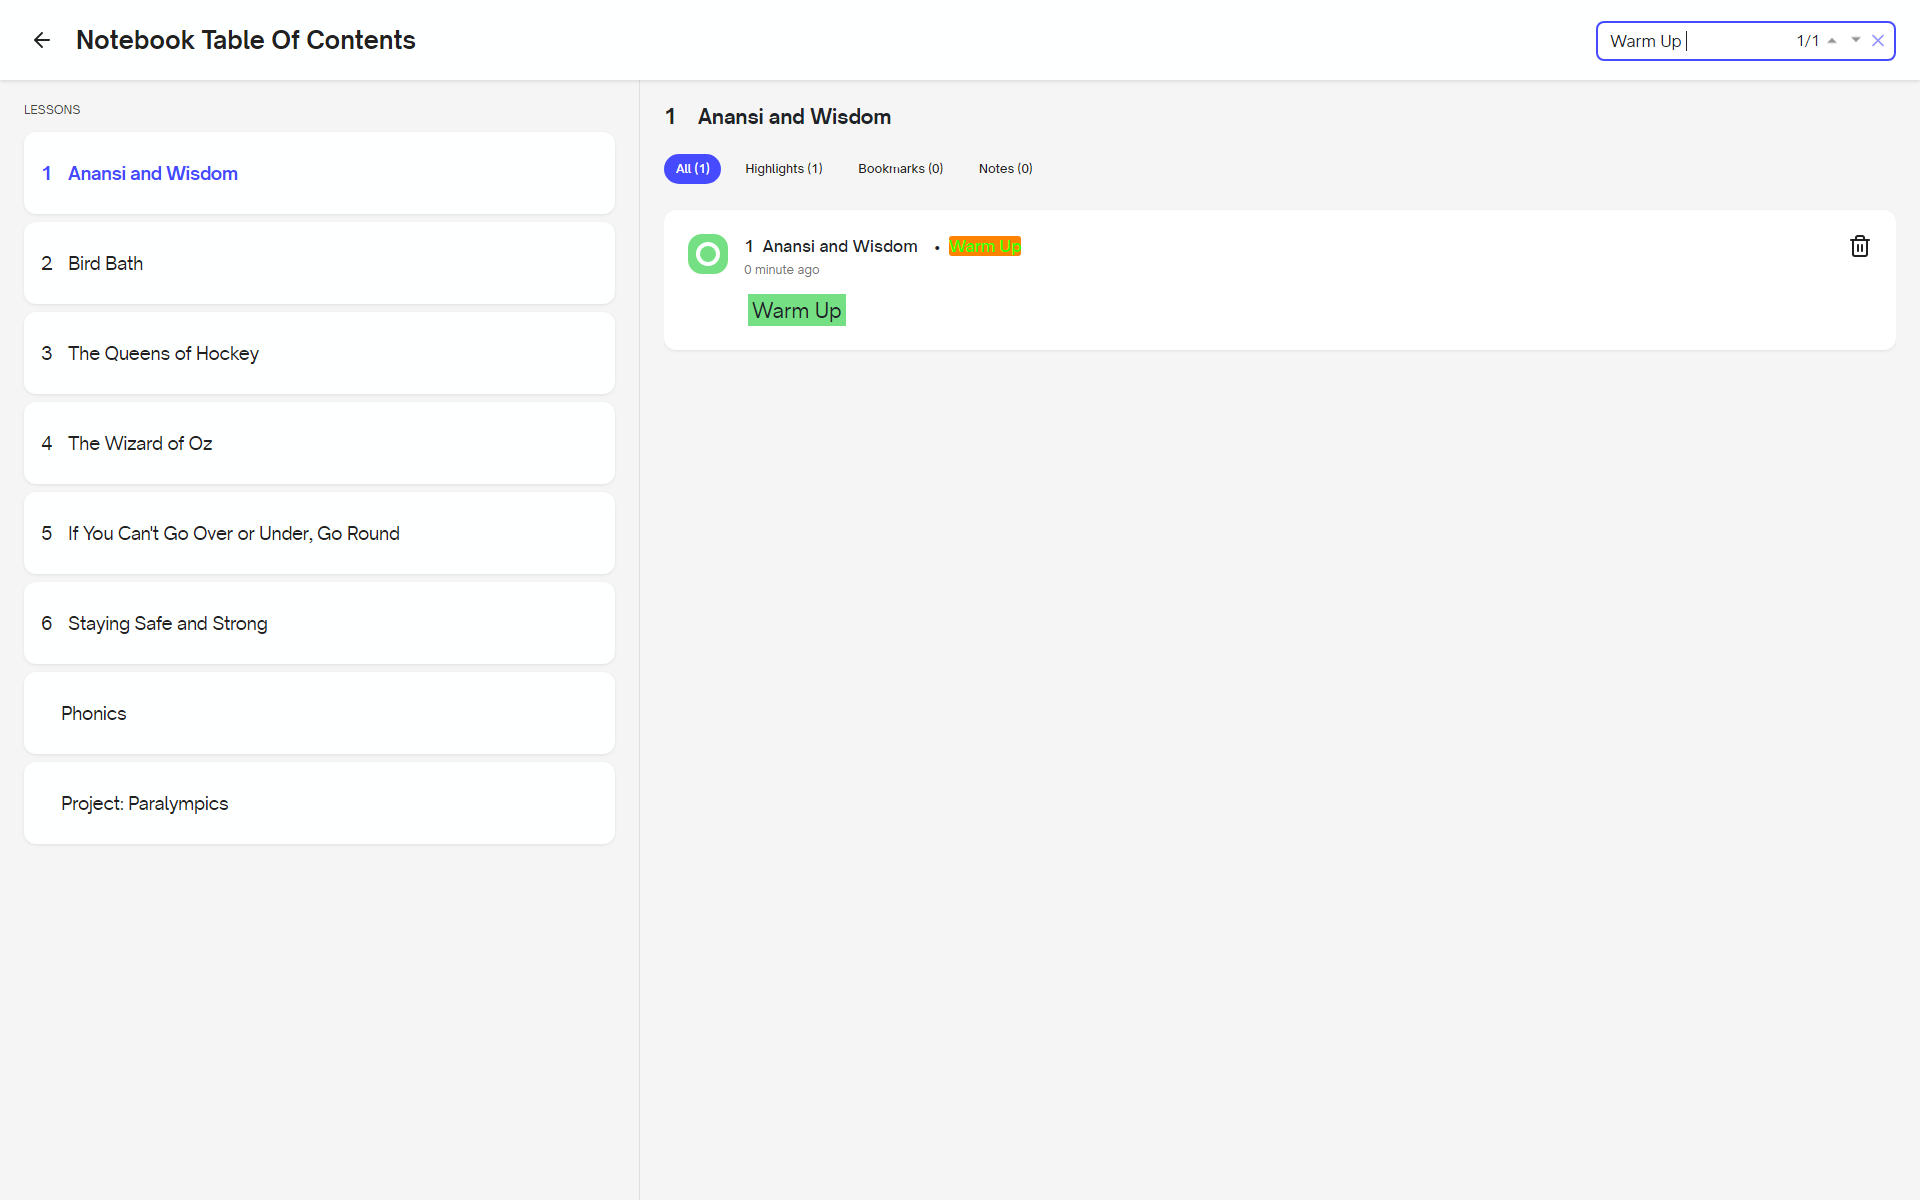 Notebook Table Of Contents
Warm Up 1/1
LESSONS
1 Anansi and Wisdom
2 Bird Bath
3 The Queens of Hockey
4 The Wizard of Oz
5 If You Can't Go Over or Under, Go Round
6 Staying Safe and Strong
Phonics
Project: Paralympics
1 Anansi and Wisdom
All (1) Highlights (1) Bookmarks (0) Notes (0)
1 Anansi and Wisdom • Warm Up
0 minute ago
Warm Up